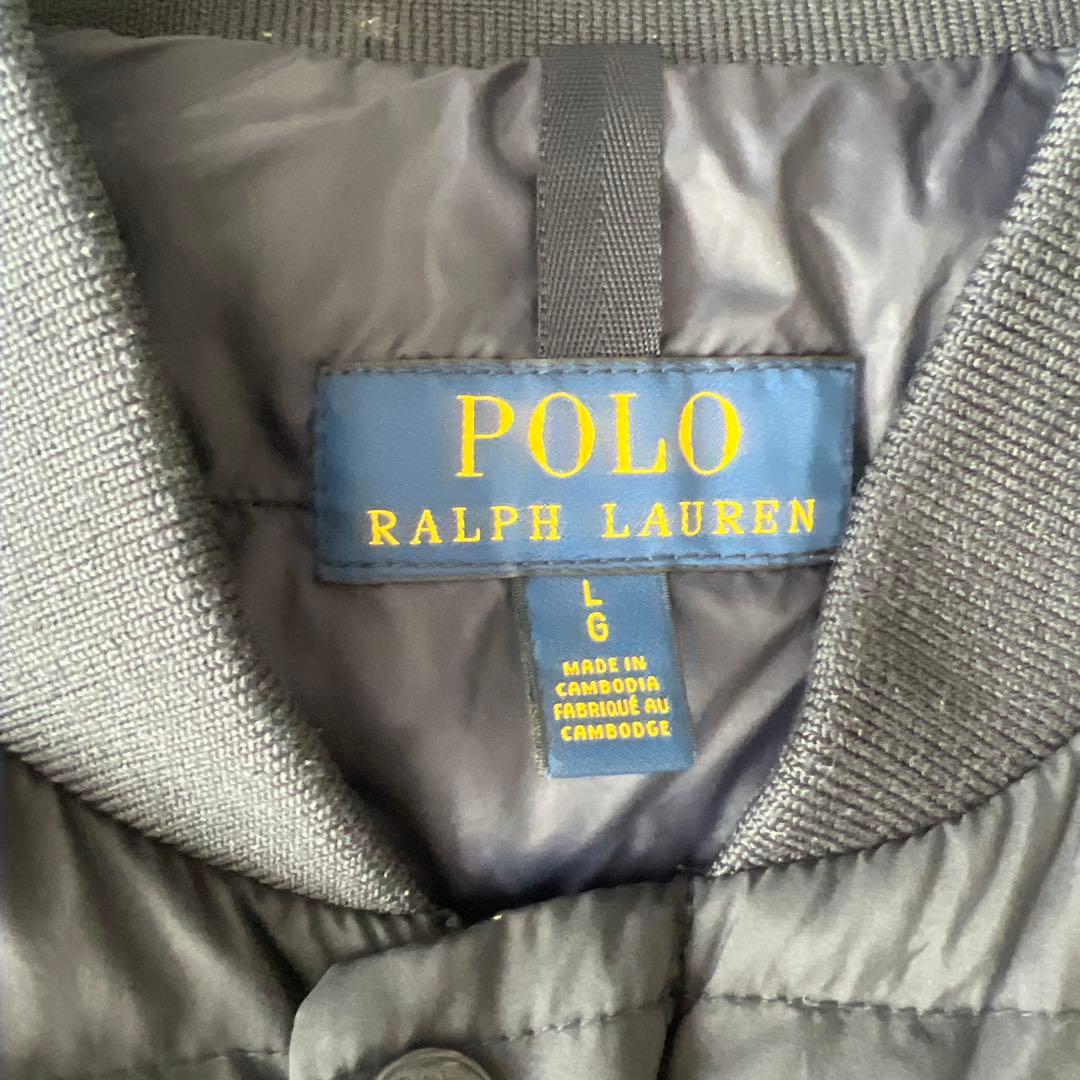 POLO
RALPH LAUREN
L
G
MADE IN
CAMBODIA
FABRIQUÉ AU
CAMBODGE